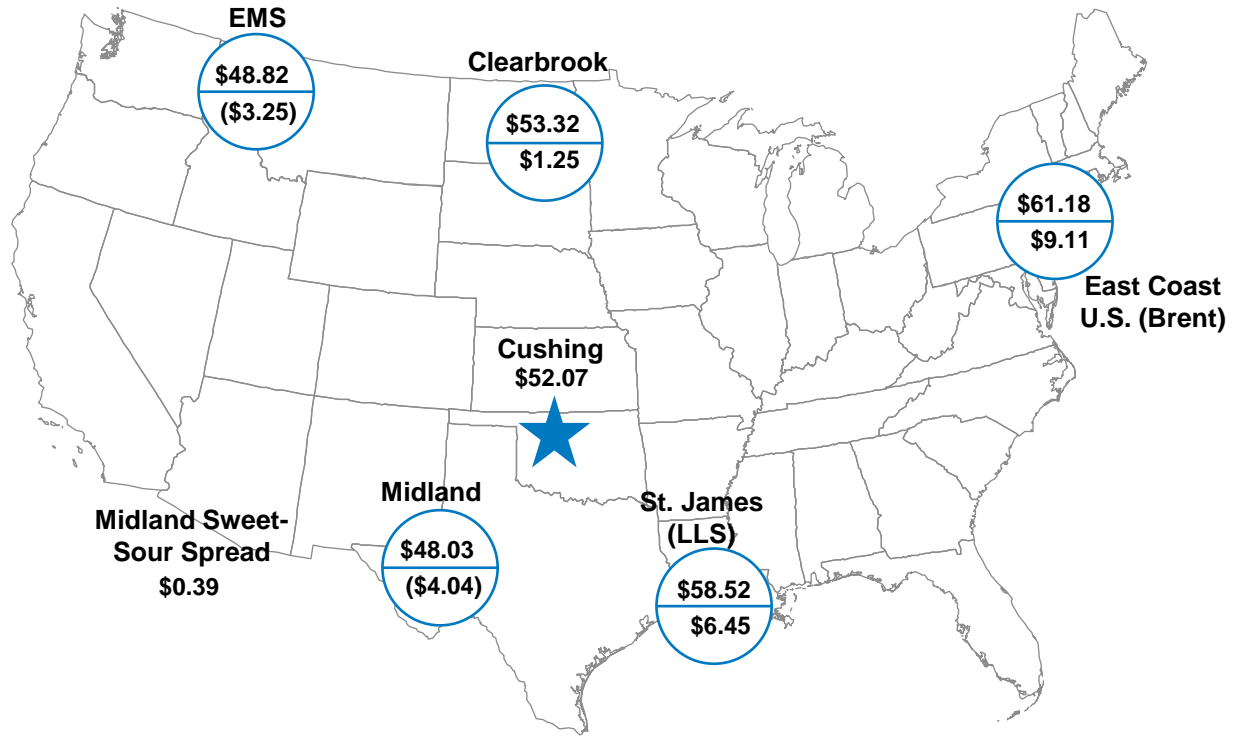 EMS
$48.82
($3.25)
Clearbrook
$53.32
$1.25
$61.18
$9.11
East Coast
U.S. (Brent)
Cushing
$52.07
Midland
$48.03
($4.04)
Midland Sweet-
Sour Spread
$0.39
St. James
(LLS)
$58.52
$6.45